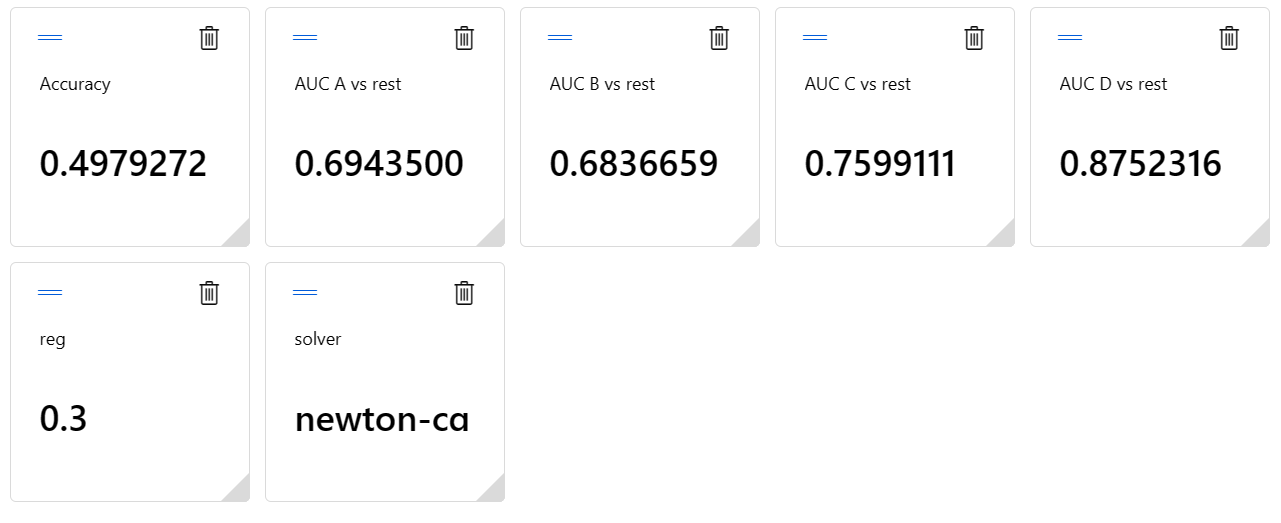 Accuracy
0.4979272
AUC A vs rest
0.6943500
AUC B vs rest
0.6836659
AUC C vs rest
0.7599111
AUC D vs rest
0.8752316
reg
0.3
solver
newton-cg